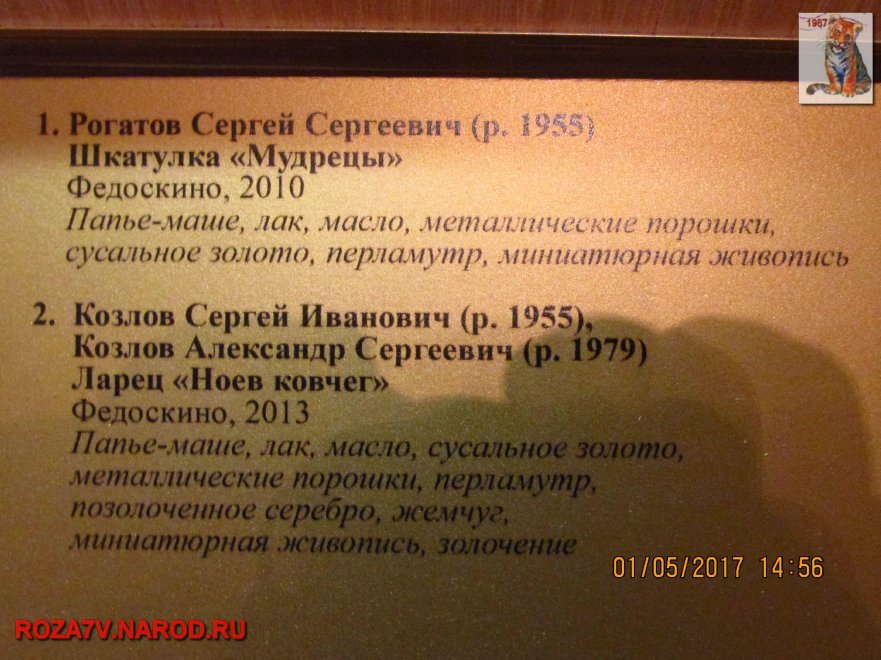 1987
1. Рогатов Сергей Сергеевич (р. 1955)
Шкатулка «Мудрецы»
Федоскино, 2010
Папье-маше, лак, масло, металлические порошки,
сусальное золото, перламутр, миниатюрная живопись
2. Козлов Сергей Иванович (р. 1955),
Козлов Александр Сергеевич (р. 1979)
Ларец «Ноев ковчег»
Федоскино, 2013
Папье-маше, лак, масло, сусальное золото,
металлические порошки, перламутр,
позолоченное серебро, жемчуг,
миниатюрная живопись, золочение
01/05/2017 14:56
ROZA7V.NAROD.RU